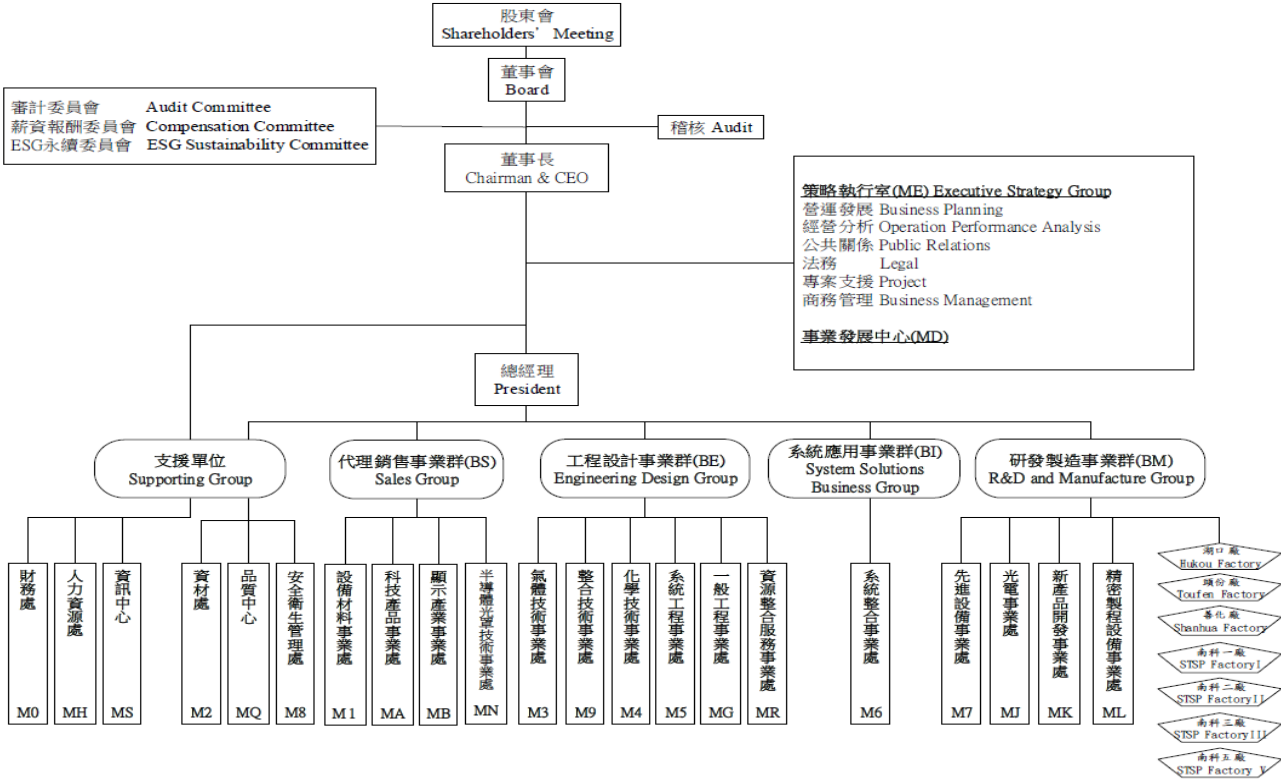 股東會
Shareholders' Meeting
董事會
Board
審計委員會 Audit Committee
薪資報酬委員會 Compensation Committee
ESG永續委員會 ESG Sustainability Committee
稽核 Audit
董事長
Chairman & CEO
策略執行室(ME) Executive Strategy Group
營運發展 Business Planning
經營分析 Operation Performance Analysis
公共關係 Public Relations
法務 Legal
專案支援 Project
商務管理 Business Management
事業發展中心(MD)
總經理
President
支援單位
Supporting Group
代理銷售事業群(BS)
Sales Group
工程設計事業群(BE)
Engineering Design Group
系統應用事業群(BI)
System Solutions
Business Group
研發製造事業群(BM)
R&D and Manufacture Group
財務處
M0
人力資源處
MH
資訊中心
MS
資材處
M2
品質中心
MQ
安全衛生管理處
M8
設備材料事業處
M1
科技產品事業處
MA
顯示產業事業處
MB
半導體光罩技術事業處
MN
氣體技術事業處
M3
整合技術事業處
M9
化學技術事業處
M4
系統工程事業處
M5
一般工程事業處
MG
資源整合服務事業處
MR
系統整合事業處
M6
先進設備事業處
M7
光電事業處
MJ
新產品開發事業處
MK
精密製程設備事業處
ML
湖口廠
Hukou Factory
頭份廠
Toufen Factory
善化廠
Shanhua Factory
南科一廠
STSP FactoryI
南科二廠
STSP FactoryII
南科三廠
STSP FactoryIII
南科五廠
STSP Factory V